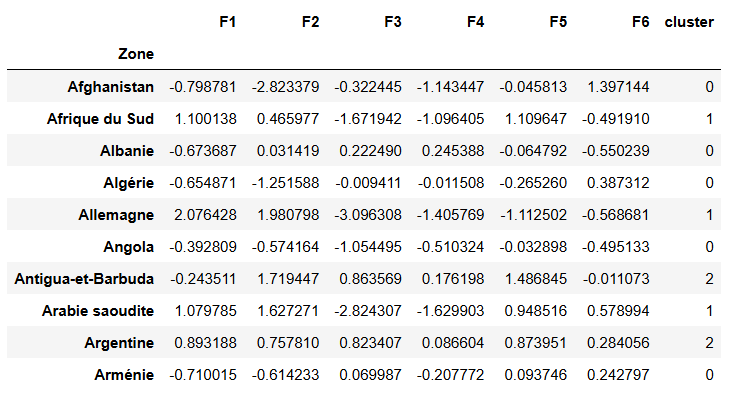 F1 F2 F3 F4 F5 F6 cluster
Zone
Afghanistan -0.798781 -2.823379 -0.322445 -1.143447 -0.045813 1.397144 0
Afrique du Sud 1.100138 0.465977 -1.671942 -1.096405 1.109647 -0.491910 1
Albanie -0.673687 0.031419 0.222490 0.245388 -0.064792 -0.550239 0
Algérie -0.654871 -1.251588 -0.009411 -0.011508 -0.265260 0.387312 0
Allemagne 2.076428 1.980798 -3.096308 -1.405769 -1.112502 -0.568681 1
Angola -0.392809 -0.574164 -1.054495 -0.510324 -0.032898 -0.495133 0
Antigua-et-Barbuda -0.243511 1.719447 0.863569 0.176198 1.486845 -0.011073 2
Arabie saoudite 1.079785 1.627271 -2.824307 -1.629903 0.948516 0.578994 1
Argentine 0.893188 0.757810 0.823407 0.086604 0.873951 0.284056 2
Arménie -0.710015 -0.614233 0.069987 -0.207772 0.093746 0.242797 0